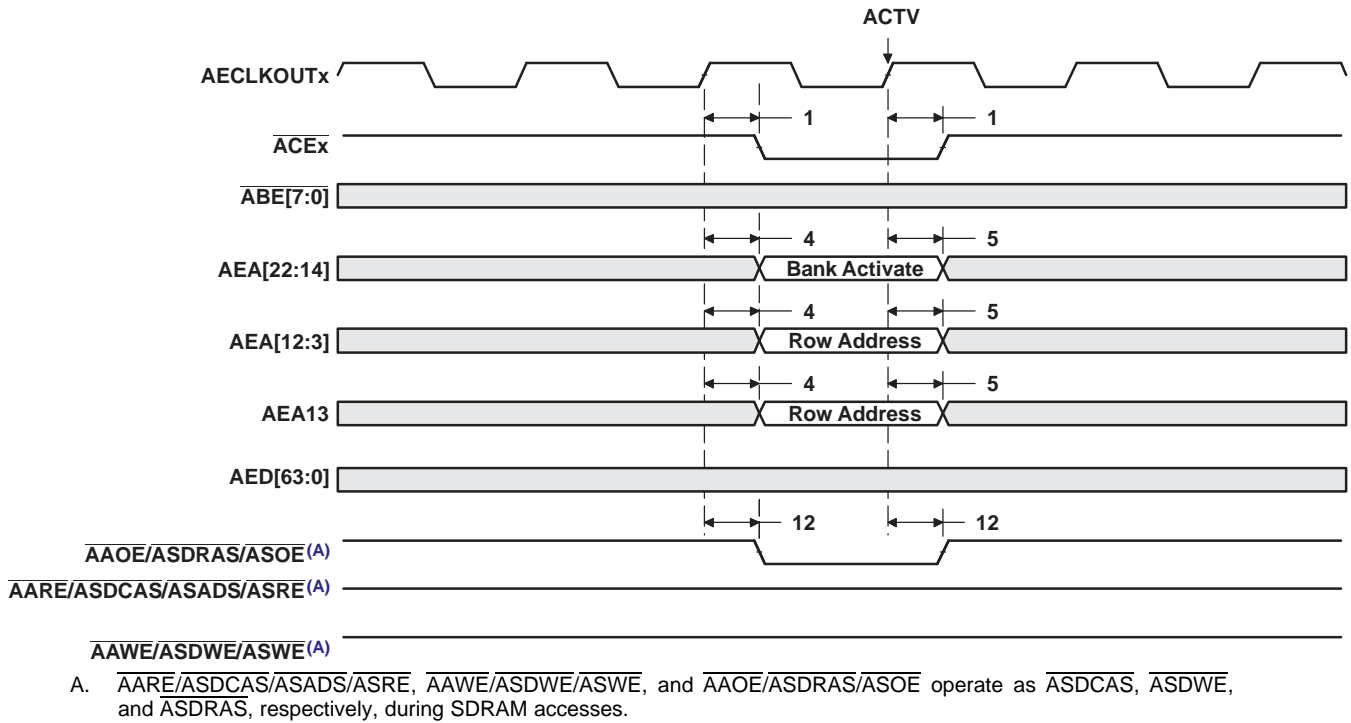 ACTV
AECLKOUTx
1 1
ACEx
ABE[7:0]
4 5
AEA[22:14] Bank Activate
4 5
AEA[12:3] Row Address
4 5
AEA13 Row Address
AED[63:0]
12 12
AAOE/ASDRAS/ASOE(A)
AARE/ASDCAS/ASADS/ASRE(A)
AAWE/ASDWE/ASWE(A)
A. AARE/ASDCAS/ASADS/ASRE, AAWE/ASDWE/ASWE, and AAOE/ASDRAS/ASOE operate as ASDCAS, ASDWE,
and ASDRAS, respectively, during SDRAM accesses.